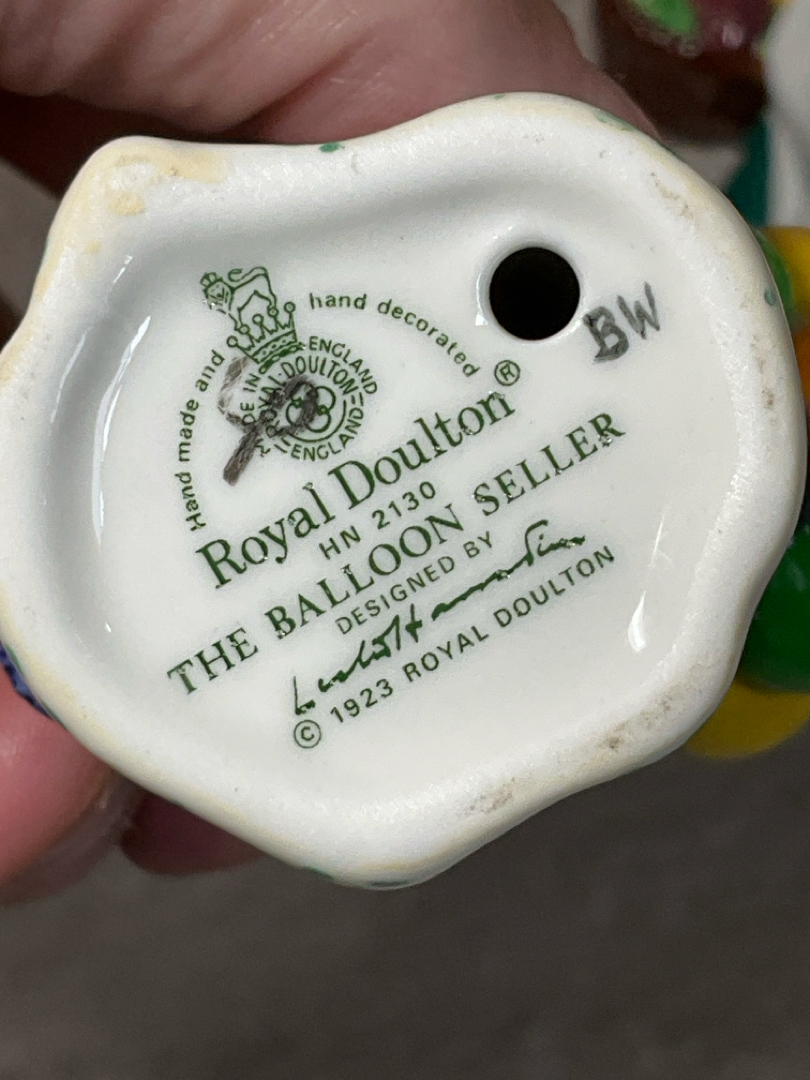 Hand made and hand decorated
MADE IN ENGLAND
ROYAL·DOULTON
ENGLAND
Royal Doulton®
HN 2130
THE BALLOON SELLER
DESIGNED BY
© 1923 ROYAL DOULTON
BW